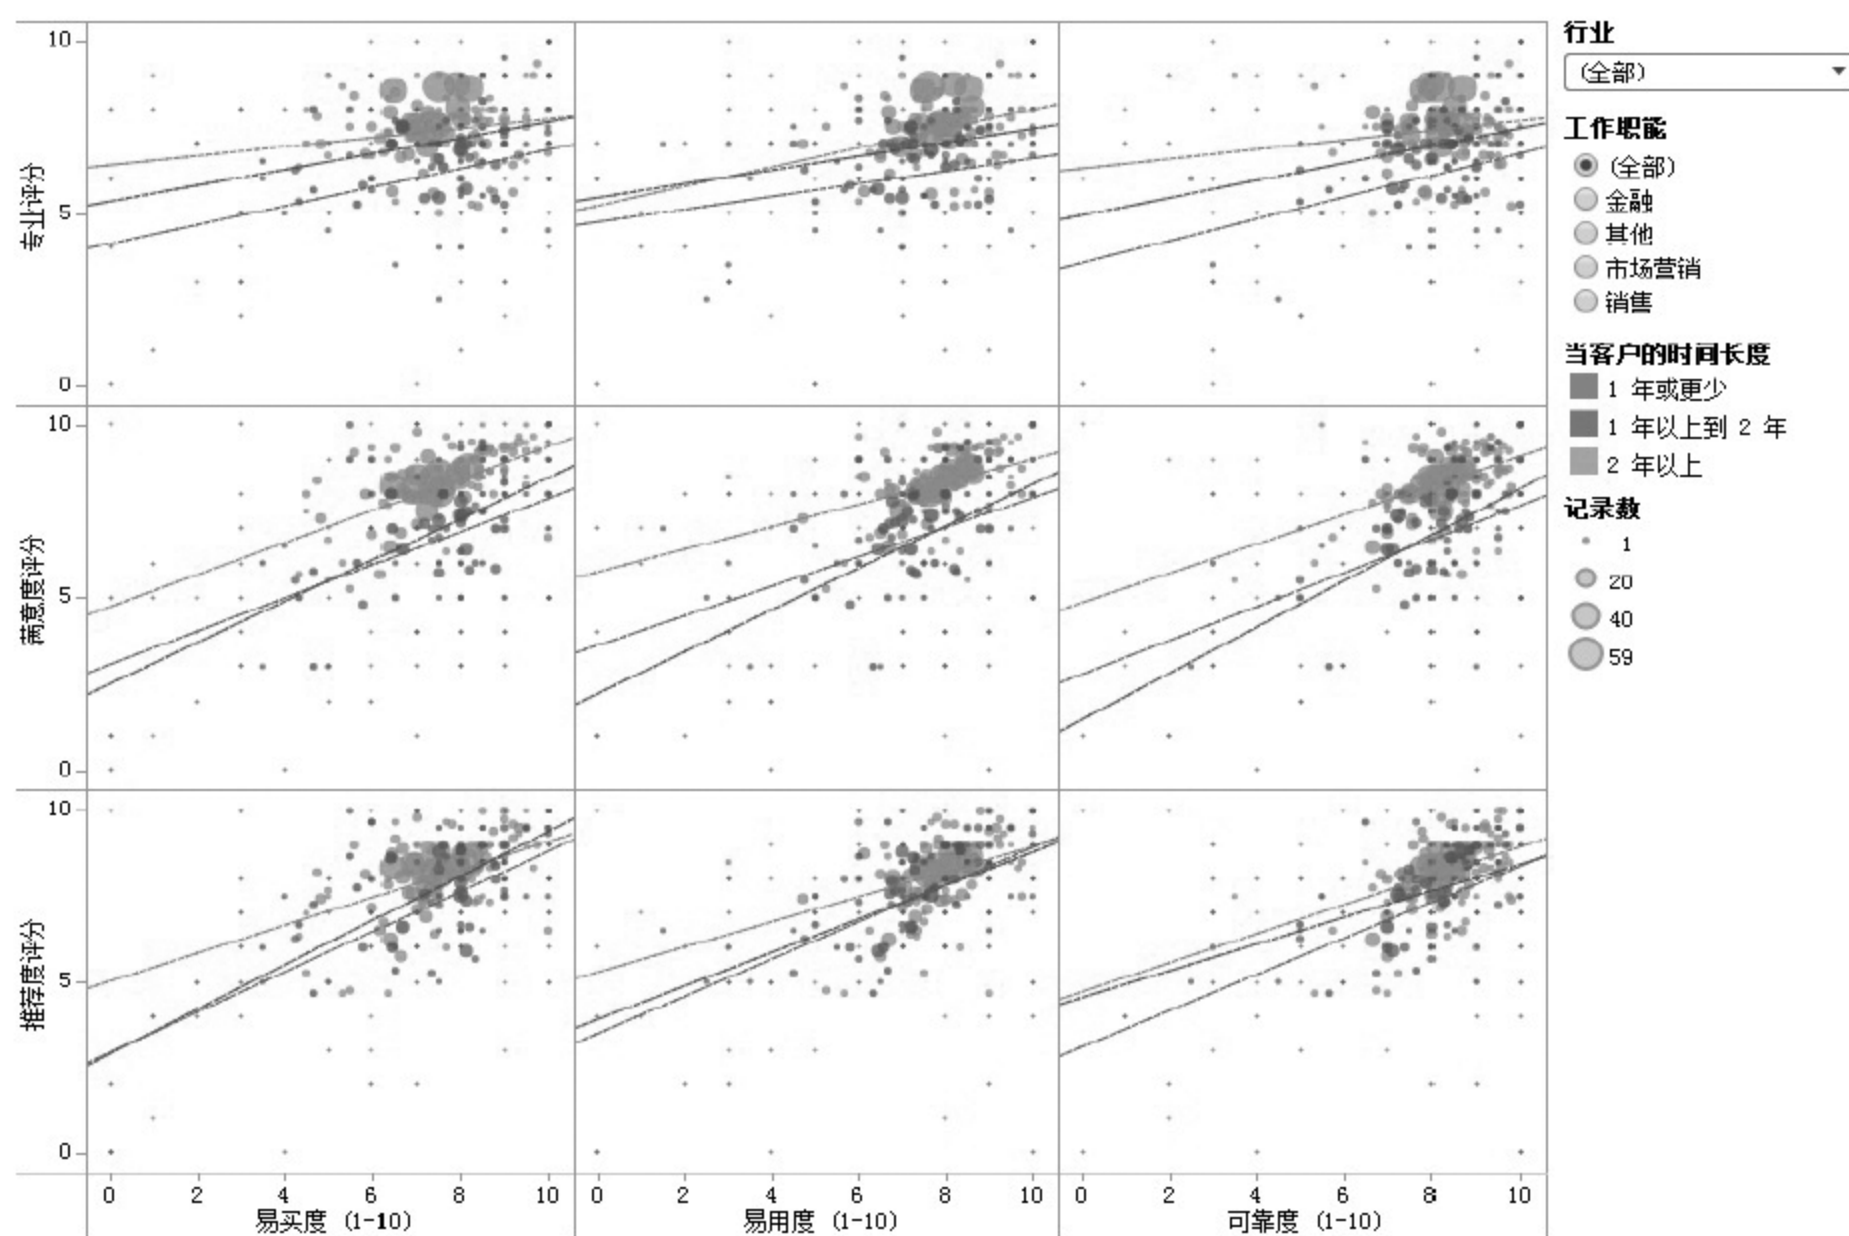 专业评分
10
5
0
满意度评分
10
5
0
推荐度评分
10
5
0
0 2 4 6 8 10
易买度 (1-10)
0 2 4 6 8 10
易用度 (1-10)
0 2 4 6 8 10
可靠度 (1-10)
行业
(全部)
工作职能
(全部)
金融
其他
市场营销
销售
当客户的时间长度
1 年或更少
1 年以上到 2 年
2 年以上
记录数
1
20
40
59